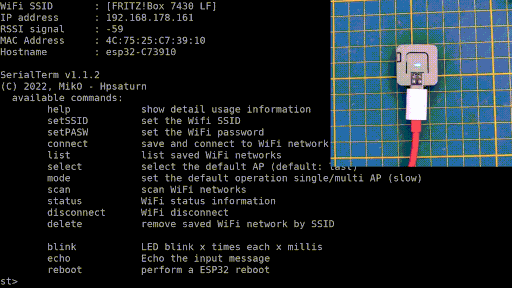 WiFi SSID : [FRITZ!Box 7430 LF]
IP address : 192.168.178.161
RSSI signal : -59
MAC Address : 4C:75:25:C7:39:10
Hostname : esp32-C73910
SerialTerm v1.1.2
(C) 2022, MikO - Hpsaturn
available commands:
help show detail usage information
setSSID set the Wifi SSID
setPASW set the WiFi password
connect save and connect to WiFi network
list list saved WiFi networks
select select the default AP (default: last)
mode set the default operation single/multi AP (slow)
scan scan WiFi networks
status WiFi status information
disconnect WiFi disconnect
delete remove saved WiFi network by SSID
blink LED blink x times each x millis
echo Echo the input message
reboot perform a ESP32 reboot
st>